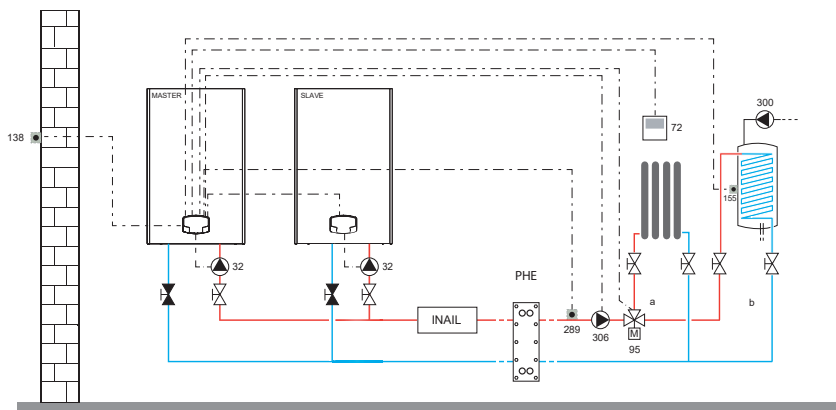 MASTER
SLAVE
300
138
72
155
32
32
PHE
a
b
INAIL
289
306
M
95